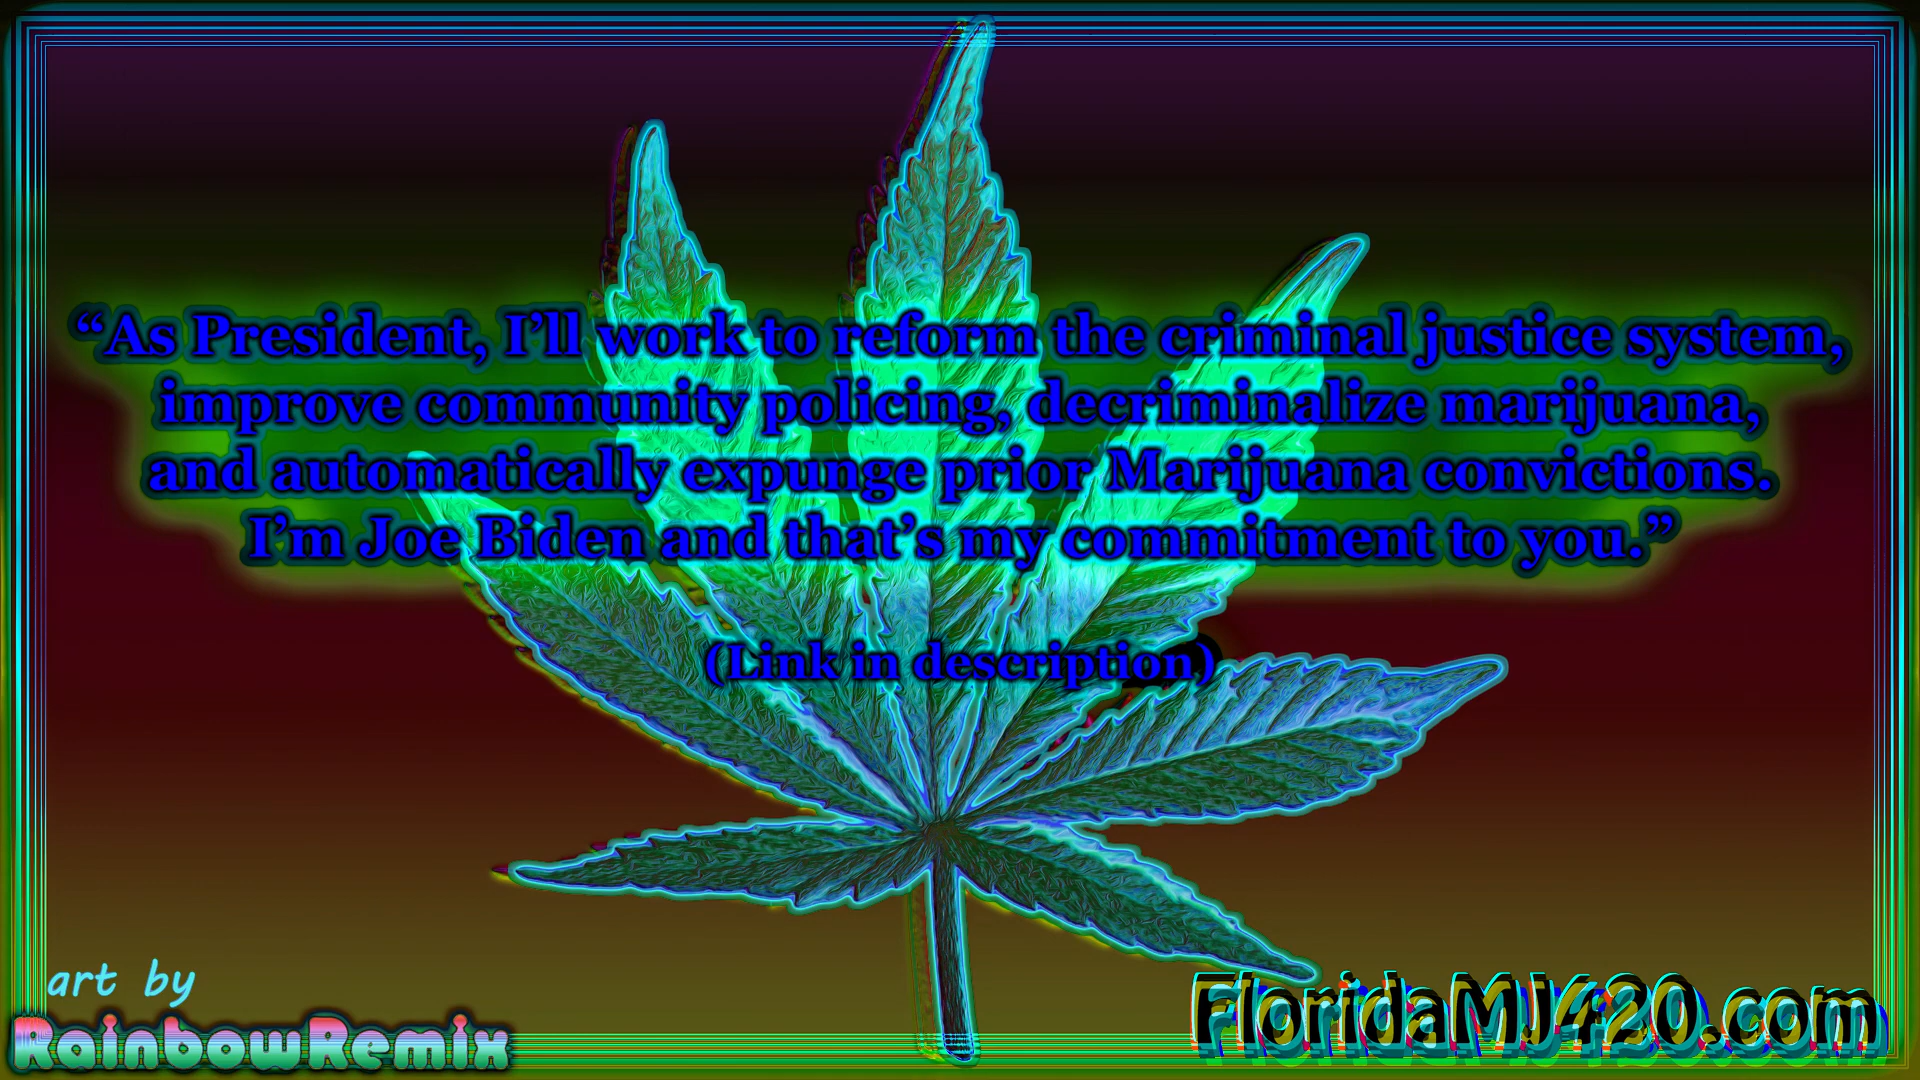 “As President, I’ll work to reform the criminal justice system,
improve community policing, decriminalize marijuana,
and automatically expunge prior Marijuana convictions.
I’m Joe Biden and that’s my commitment to you.”
(Link in description)
art by
RainbowRemix
FloridaMJ420.com